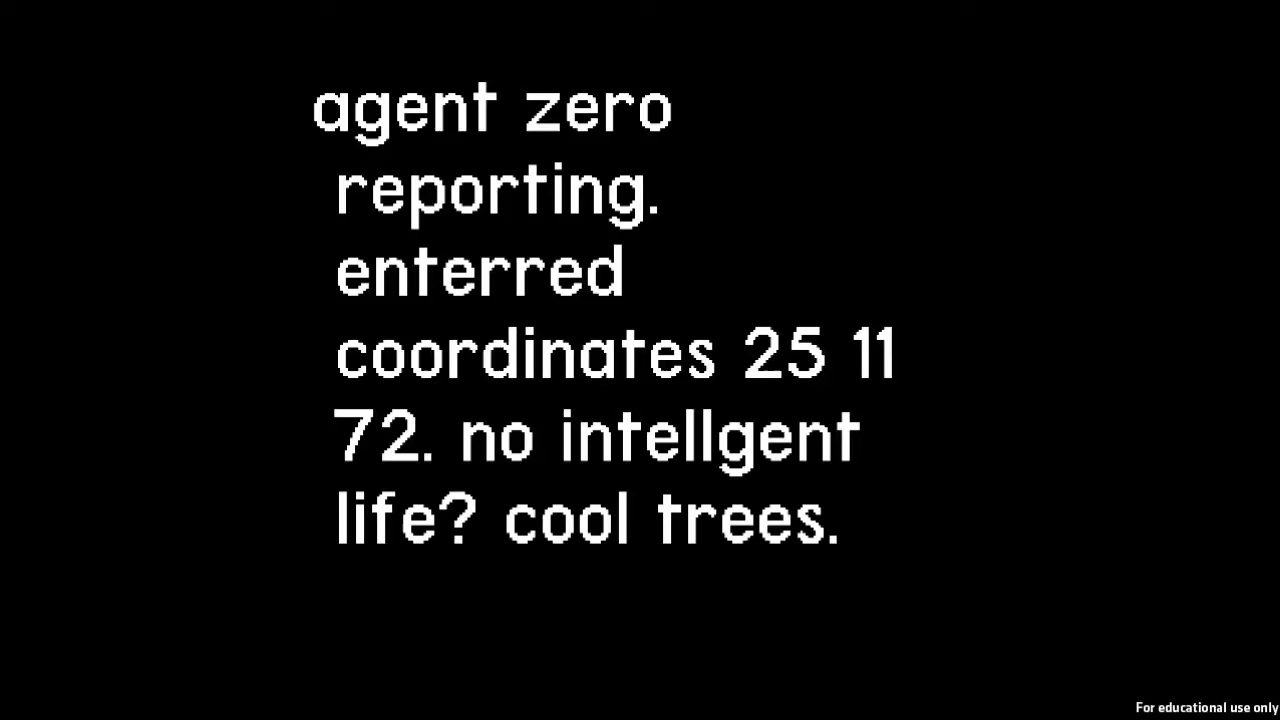 agent zero
reporting.
enterred
coordinates 25 11
72. no intellgent
life? cool trees.
For educational use only